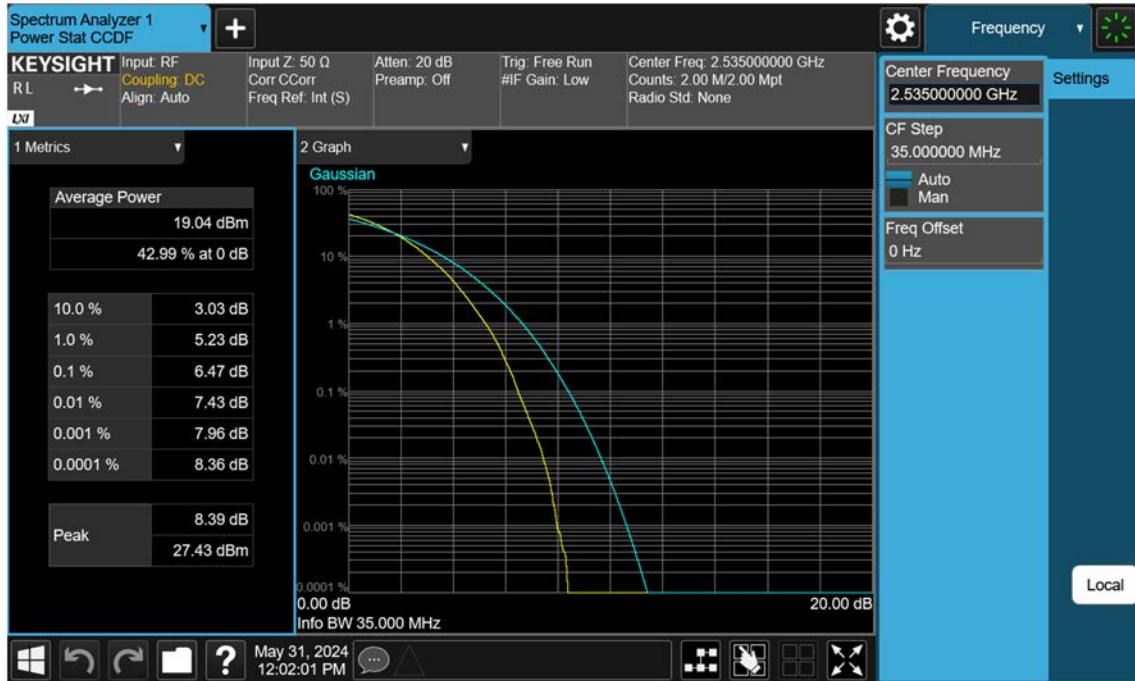 Spectrum Analyzer 1
Power Stat CCDF
Frequency
KEYSIGHT
R L
LXI
Input: RF
Coupling: DC
Align: Auto
Input Z: 50 Ω
Corr CCorr
Freq Ref: Int (S)
Atten: 20 dB
Preamp: Off
Trig: Free Run
#IF Gain: Low
Center Freq: 2.535000000 GHz
Counts: 2.00 M/2.00 Mpt
Radio Std: None
Center Frequency
2.535000000 GHz
Settings
CF Step
35.000000 MHz
Auto
Man
Freq Offset
0 Hz
1 Metrics
Average Power
19.04 dBm
42.99 % at 0 dB
10.0 % 3.03 dB
1.0 % 5.23 dB
0.1 % 6.47 dB
0.01 % 7.43 dB
0.001 % 7.96 dB
0.0001 % 8.36 dB
Peak
8.39 dB
27.43 dBm
2 Graph
Gaussian
100 %
10 %
1 %
0.1 %
0.01 %
0.001 %
0.0001 %
0.00 dB 20.00 dB
Info BW 35.000 MHz
Local
?
May 31, 2024
12:02:01 PM